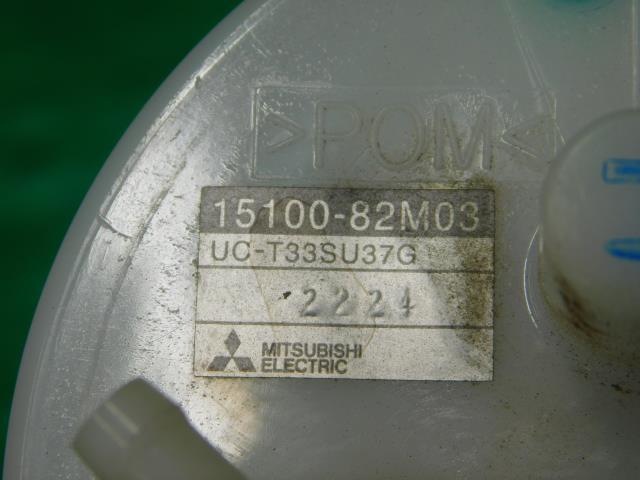 >POM<
15100-82M03
UC-T33SU37G
2224
MITSUBISHI
ELECTRIC